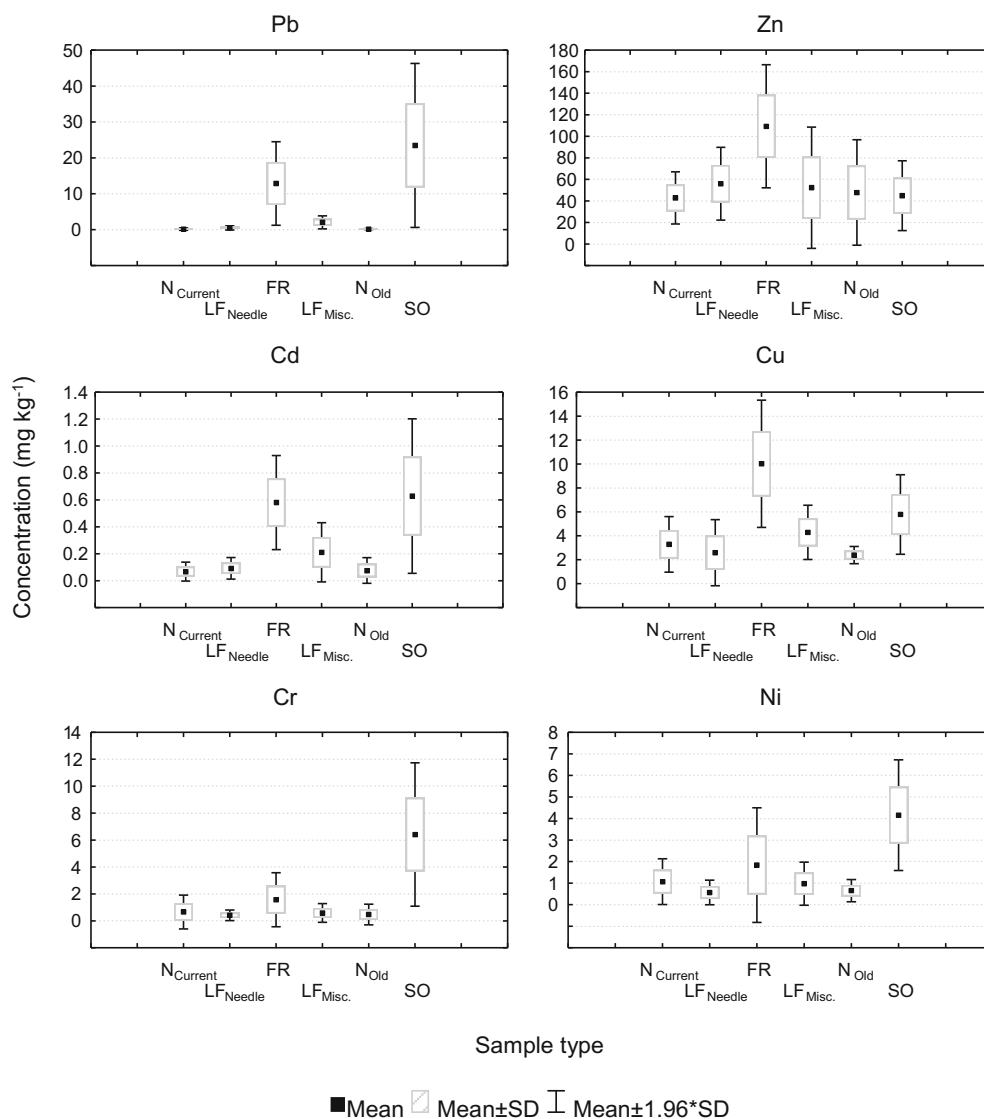 Pb
50
40
30
20
10
0
N Current FR N Old
LF Needle LF Misc. SO
Zn
180
160
140
120
100
80
60
40
20
0
N Current FR N Old
LF Needle LF Misc. SO
Concentration (mg kg-1)
Cd
1.4
1.2
1.0
0.8
0.6
0.4
0.2
0.0
N Current FR N Old
LF Needle LF Misc. SO
Cu
16
14
12
10
8
6
4
2
0
N Current FR N Old
LF Needle LF Misc. SO
Cr
14
12
10
8
6
4
2
0
N Current FR N Old
LF Needle LF Misc. SO
Ni
8
7
6
5
4
3
2
1
0
N Current FR N Old
LF Needle LF Misc. SO
Sample type
Mean Mean±SD Mean±1.96*SD